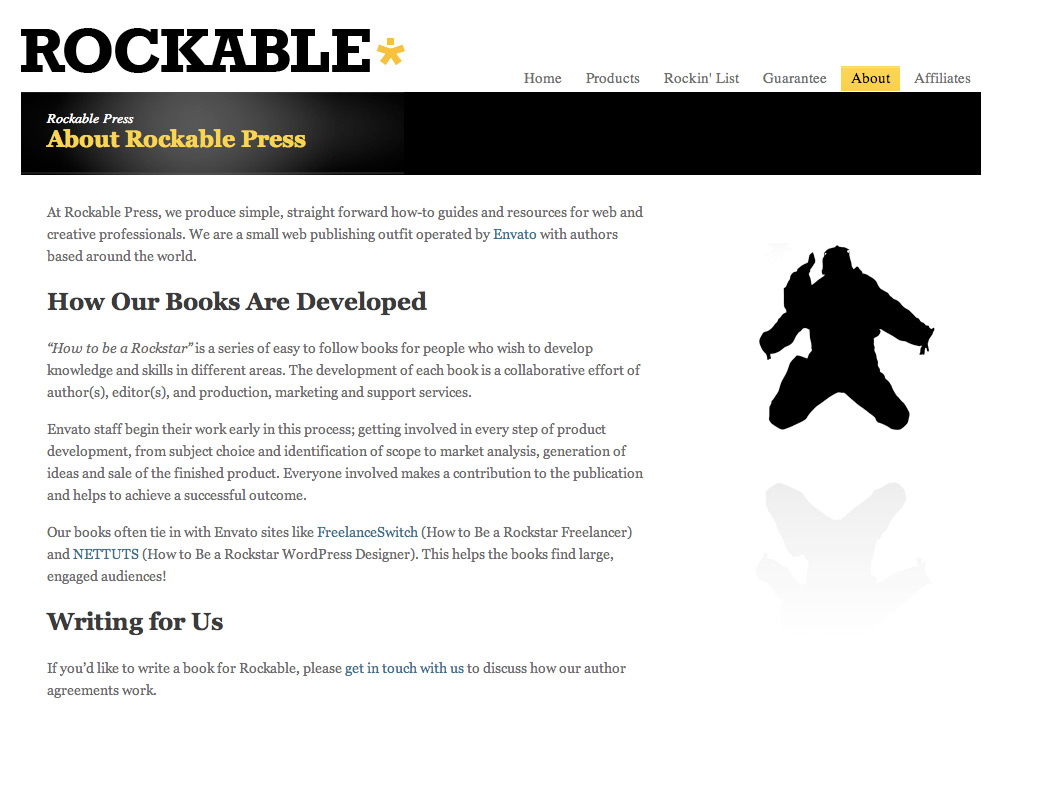 ROCKABLE*
Home Products Rockin' List Guarantee About Affiliates
Rockable Press
About Rockable Press
At Rockable Press, we produce simple, straight forward how-to guides and resources for web and
creative professionals. We are a small web publishing outfit operated by Envato with authors
based around the world.
How Our Books Are Developed
“How to be a Rockstar” is a series of easy to follow books for people who wish to develop
knowledge and skills in different areas. The development of each book is a collaborative effort of
author(s), editor(s), and production, marketing and support services.
Envato staff begin their work early in this process; getting involved in every step of product
development, from subject choice and identification of scope to market analysis, generation of
ideas and sale of the finished product. Everyone involved makes a contribution to the publication
and helps to achieve a successful outcome.
Our books often tie in with Envato sites like FreelanceSwitch (How to Be a Rockstar Freelancer)
and NETTUTS (How to Be a Rockstar WordPress Designer). This helps the books find large,
engaged audiences!
Writing for Us
If you’d like to write a book for Rockable, please get in touch with us to discuss how our author
agreements work.